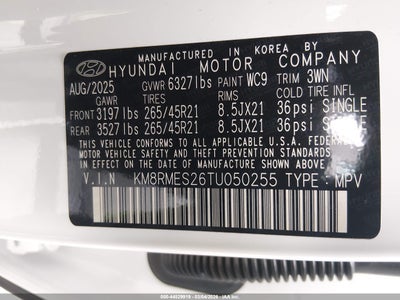 MANUFACTURED IN KOREA BY
HYUNDAI MOTOR COMPANY
AUG/2025 GVWR 6327 lbs PAINT WC9 TRIM 3WN
GAWR TIRES RIMS COLD TIRE INFL
FRONT 3197 lbs 265/45R21 8.5JX21 36psi SINGLE
REAR 3527 lbs 265/45R21 8.5JX21 36psi SINGLE
THIS VEHICLE CONFORMS TO ALL APPLICABLE U.S. FEDERAL
MOTOR VEHICLE SAFETY AND THEFT PREVENTION STANDARDS
IN EFFECT ON THE DATE OF MANUFACTURE SHOWN ABOVE.
V.I.N KM8RMES26TU050255 TYPE: MPV